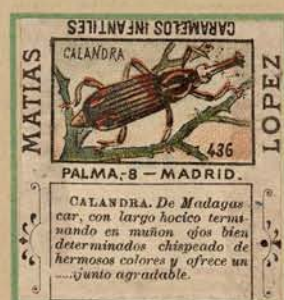 CARAMELOS INFANTILES
MATIAS
LOPEZ
CALANDRA
436
PALMA,-8 — MADRID.
CALANDRA. De Madagas
car, con largo hocico termi-
nando en muñon ojos bien
determinados chispeado de
hermosos colores y ofrece un
agradable.